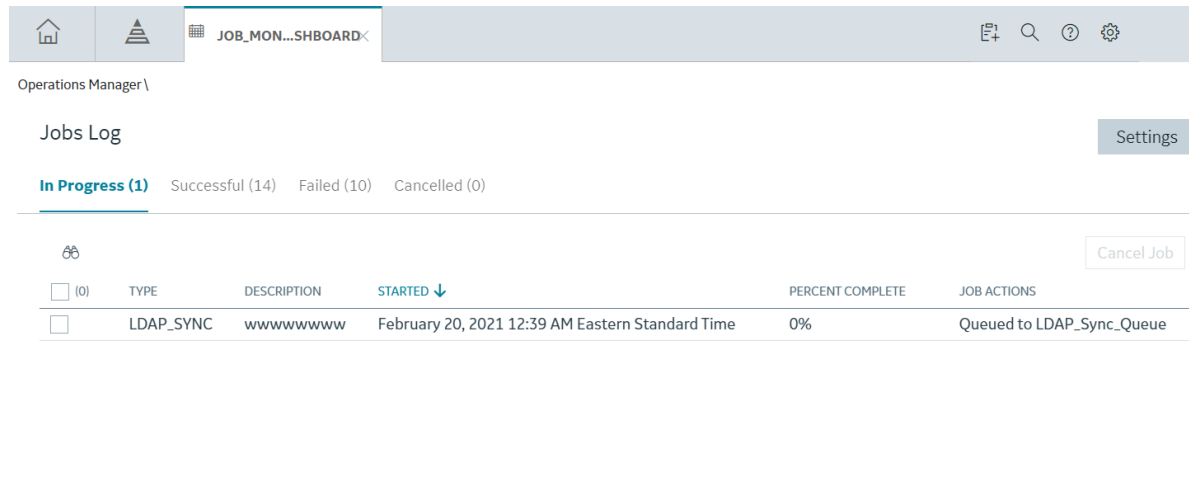 JOB_MON...SHBOARD
Operations Manager\
Jobs Log
Settings
In Progress (1) Successful (14) Failed (10) Cancelled (0)
Cancel Job
(0) TYPE DESCRIPTION STARTED PERCENT COMPLETE JOB ACTIONS
LDAP_SYNC wwwwwwww February 20, 2021 12:39 AM Eastern Standard Time 0% Queued to LDAP_Sync_Queue